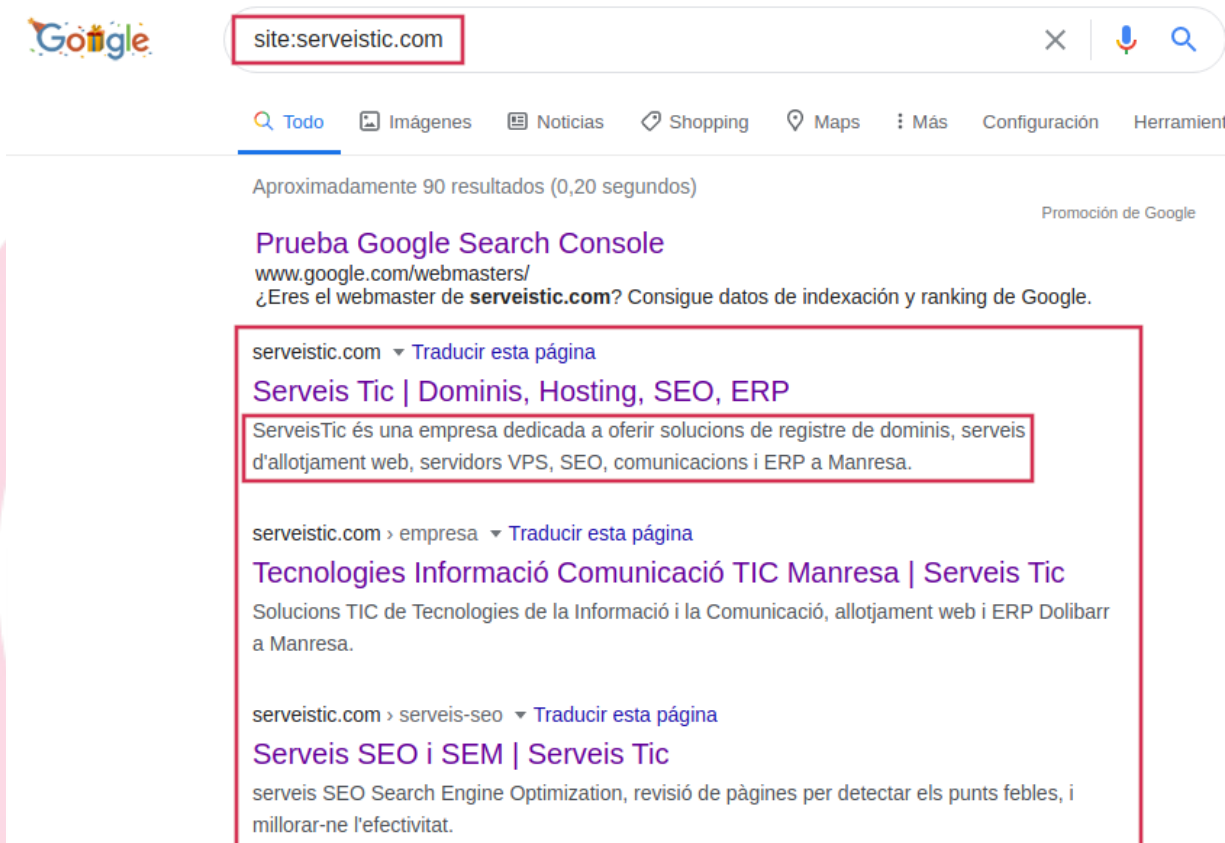 Google
site:serveistic.com
Todo Imágenes Noticias Shopping Maps Más Configuración Herramient
Aproximadamente 90 resultados (0,20 segundos)
Promoción de Google
Prueba Google Search Console
www.google.com/webmasters/
¿Eres el webmaster de serveistic.com? Consigue datos de indexación y ranking de Google.
serveistic.com Traducir esta página
Serveis Tic | Dominis, Hosting, SEO, ERP
ServeisTic és una empresa dedicada a oferir solucions de registre de dominis, serveis
d'allotjament web, servidors VPS, SEO, comunicacions i ERP a Manresa.
serveistic.com › empresa Traducir esta página
Tecnologies Informació Comunicació TIC Manresa | Serveis Tic
Solucions TIC de Tecnologies de la Informació i la Comunicació, allotjament web i ERP Dolibarr
a Manresa.
serveistic.com › serveis-seo Traducir esta página
Serveis SEO i SEM | Serveis Tic
serveis SEO Search Engine Optimization, revisió de pàgines per detectar els punts febles, i
millorar-ne l'efectivitat.